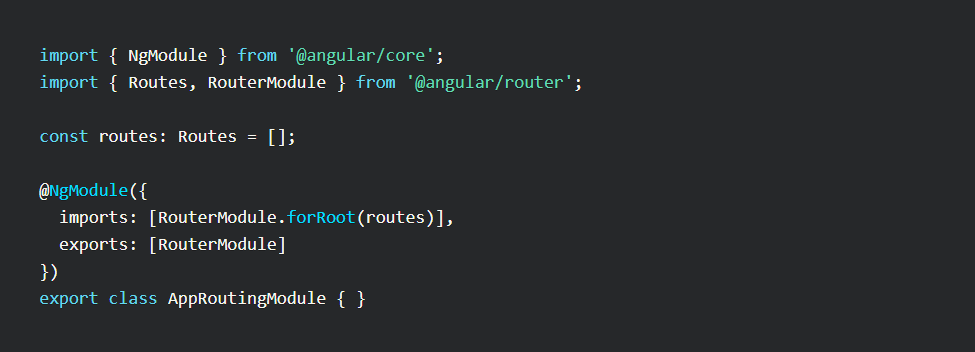 import { NgModule } from '@angular/core';
import { Routes, RouterModule } from '@angular/router';
const routes: Routes = [];
@NgModule({
  imports: [RouterModule.forRoot(routes)],
  exports: [RouterModule]
})
export class AppRoutingModule { }